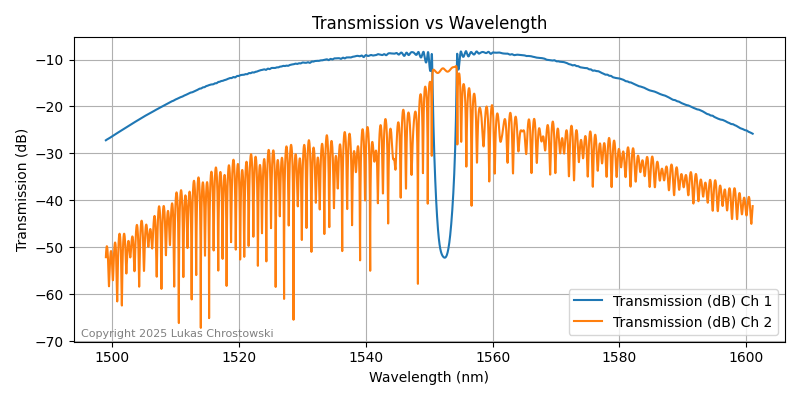 Transmission vs Wavelength
Transmission (dB)
−10
−20
−30
−40
−50
−60
−70
Transmission (dB) Ch 1
Transmission (dB) Ch 2
Copyright 2025 Lukas Chrostowski
1500
1520
1540
1560
1580
1600
Wavelength (nm)